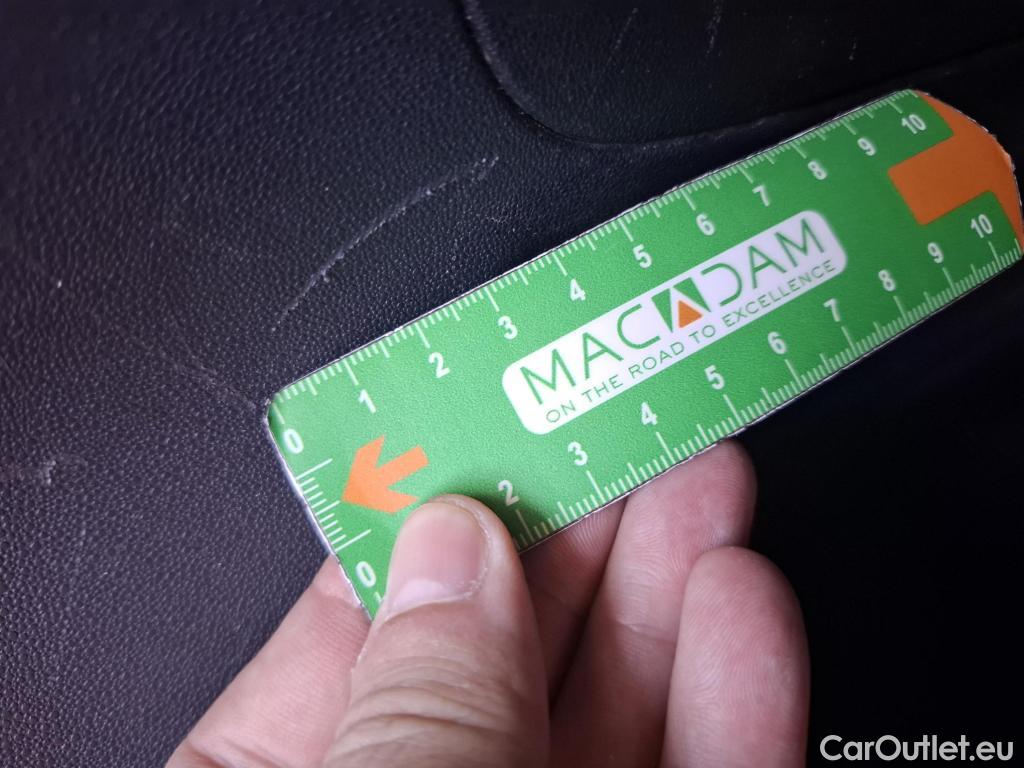 0 1 2 3 4 5 6 7 8 9 10
MACADAM
ON THE ROAD TO EXCELLENCE
0 2 3 4 5 6 7 8 9 10
CarOutlet.eu